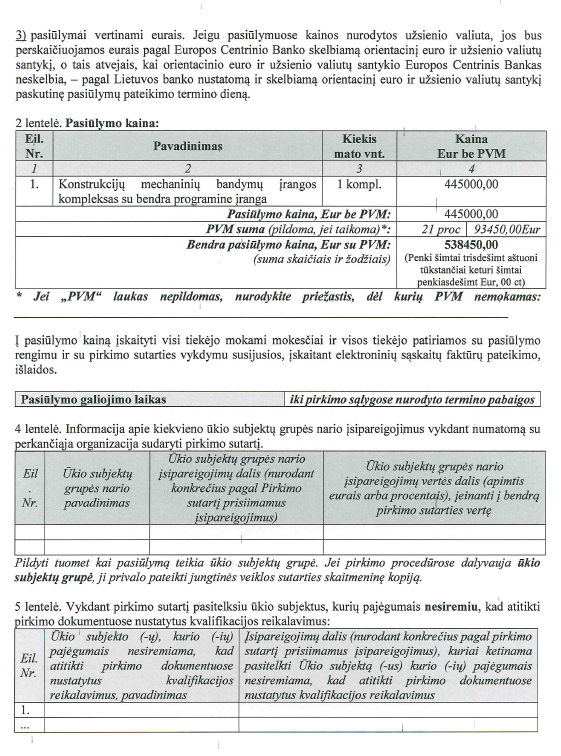 3) pasiūlymai vertinami eurais. Jeigu pasiūlymuose kainos nurodytos užsienio valiuta, jos bus
perskaičiuojamos eurais pagal Europos Centrinio Banko skelbiamą orientacinį euro ir užsienio valiutų
santykį, o tais atvejais, kai orientacinio euro ir užsienio valiutų santykio Europos Centrinis Bankas
neskelbia, – pagal Lietuvos banko nustatomą ir skelbiamą orientacinį euro ir užsienio valiutų santykį
paskutinę pasiūlymų pateikimo termino dieną.
2 lentelė. Pasiūlymo kaina:
Eil. Nr.
Pavadinimas
Kiekis mato vnt.
Kaina Eur be PVM
1 2 3 4
1. Konstrukcijų mechaninių bandymų įrangos 1 kompl. 445000,00
kompleksas su bendra programine įranga
Pasiūlymo kaina, Eur be PVM: 445000,00
PVM suma (pildoma, jei taikoma)*: 21 proc 93450,00Eur
Bendra pasiūlymo kaina, Eur su PVM: 538450,00
(suma skaičiais ir žodžiais) (Penki šimtai trisdešimt aštuoni
tūkstančiai keturi šimtai
penkiasdešimt Eur, 00 ct)
* Jei „PVM“ laukas nepildomas, nurodykite priežastis, dėl kurių PVM nemokamas:
Į pasiūlymo kainą įskaityti visi tiekėjo mokami mokesčiai ir visos tiekėjo patiriamos su pasiūlymo
rengimu ir su pirkimo sutarties vykdymu susijusios, įskaitant elektroninių sąskaitų faktūrų pateikimo,
išlaidos.
Pasiūlymo galiojimo laikas iki pirkimo sąlygose nurodyto termino pabaigos
4 lentelė. Informacija apie kiekvieno ūkio subjektų grupės nario įsipareigojimus vykdant numatomą su
perkančiąja organizacija sudaryti pirkimo sutartį.
Eil
.
Nr.
Ūkio subjektų
grupės nario
pavadinimas
Ūkio subjektų grupės nario
įsipareigojimų dalis (nurodant
konkrečius pagal Pirkimo
sutartį prisiimamus
įsipareigojimus)
Ūkio subjektų grupės nario
įsipareigojimų vertės dalis (apimtis
eurais arba procentais), įeinanti į bendrą
pirkimo sutarties vertę
Pildyti tuomet kai pasiūlymą teikia ūkio subjektų grupė. Jei pirkimo procedūrose dalyvauja ūkio
subjektų grupė, ji privalo pateikti jungtinės veiklos sutarties skaitmeninę kopiją.
5 lentelė. Vykdant pirkimo sutartį pasitelksiu ūkio subjektus, kurių pajėgumais nesiremiu, kad atitikti
pirkimo dokumentuose nustatytus kvalifikacijos reikalavimus:
Eil.
Nr.
Ūkio subjekto (-ų), kurio (-ių)
pajėgumais nesiremiama, kad
atitikti pirkimo dokumentuose
nustatytus kvalifikacijos
reikalavimus, pavadinimas
Įsipareigojimų dalis (nurodant konkrečius pagal pirkimo
sutartį prisiimamus įsipareigojimus), kuriai ketinama
pasitelkti Ūkio subjektą (-us) kurio (-ių) pajėgumais
nesiremiama, kad atitikti pirkimo dokumentuose
nustatytus kvalifikacijos reikalavimus
1.
...